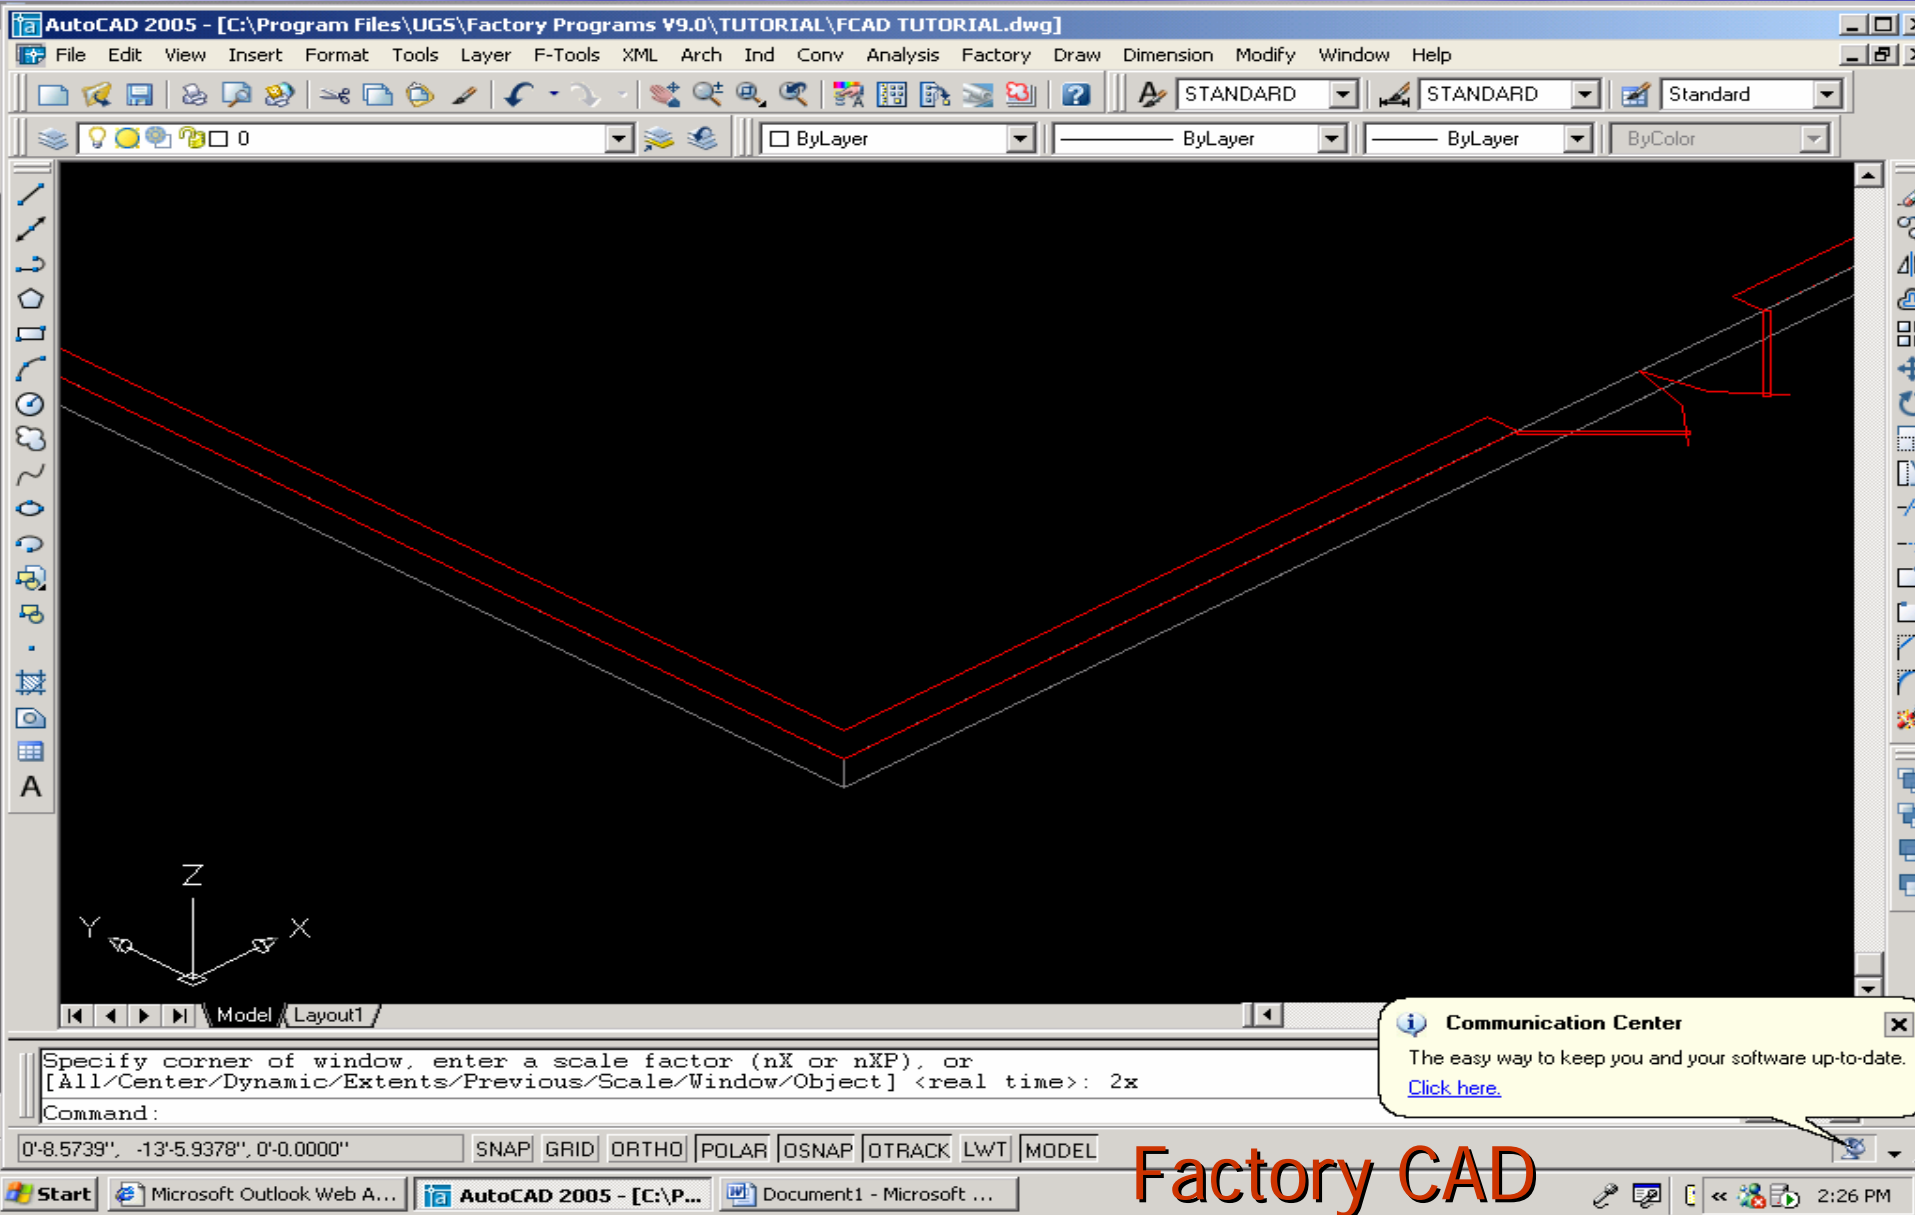 AutoCAD 2005 - [C:\Program Files\UGS\Factory Programs V9.0\TUTORIAL\FCAD TUTORIAL.dwg]
File Edit View Insert Format Tools Layer F-Tools XML Arch Ind Conv Analysis Factory Draw Dimension Modify Window Help
STANDARD STANDARD Standard
0 ByLayer ByLayer ByLayer ByColor
A
Z
Y X
Model Layout1
Communication Center
The easy way to keep you and your software up-to-date.
Click here.
Specify corner of window, enter a scale factor (nX or nXP), or
[All/Center/Dynamic/Extents/Previous/Scale/Window/Object] <real time>: 2x
Command:
0'-8.5739", -13'-5.9378", 0'-0.0000" SNAP GRID ORTHO POLAR OSNAP OTRACK LWT MODEL
Factory CAD
Start Microsoft Outlook Web A... AutoCAD 2005 - [C:\P... Document1 - Microsoft ... 2:26 PM